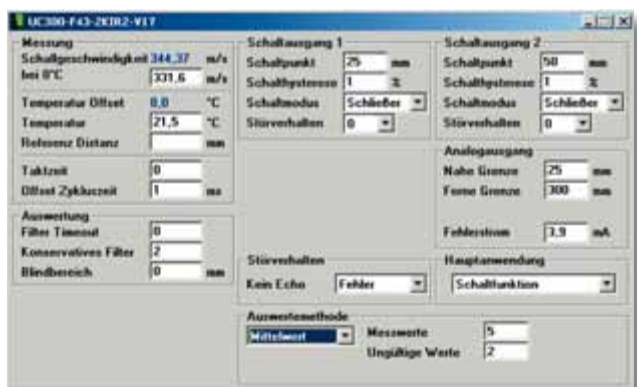 UC300-F43-2KIR2-V17
Messung
Schallgeschwindigkeit 344,37 m/s
bei 0°C 331,6 m/s
Temperatur Offset 0,0 °C
Temperatur 21,5 °C
Referenz Distanz mm
Taktzeit 0
Offset Zykluszeit 1 ms
Auswertung
Filter Timeout 0
Konservatives Filter 2
Blindbereich 0 mm
Schaltausgang 1
Schaltpunkt 25 mm
Schalthysterese 1 %
Schaltmodus Schließer
Störverhalten 0
Schaltausgang 2
Schaltpunkt 50 mm
Schalthysterese 1 %
Schaltmodus Schließer
Störverhalten 0
Analogausgang
Nahe Grenze 25 mm
Ferne Grenze 300 mm
Fehlerstrom 3,9 mA
Störverhalten
Kein Echo Fehler
Hauptanwendung
Schaltfunktion
Auswertemethode
Mittelwert
Messwerte 5
Ungültige Werte 2